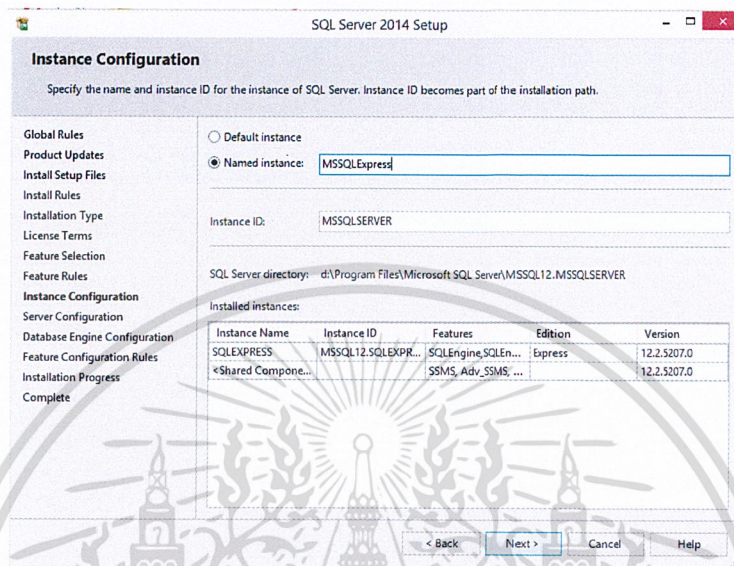 SQL Server 2014 Setup
Instance Configuration
Specify the name and instance ID for the instance of SQL Server. Instance ID becomes part of the installation path.
Global Rules
Product Updates
Install Setup Files
Install Rules
Installation Type
License Terms
Feature Selection
Feature Rules
Instance Configuration
Server Configuration
Database Engine Configuration
Feature Configuration Rules
Installation Progress
Complete
Default instance
Named instance: MSSQLExpress
Instance ID: MSSQLSERVER
SQL Server directory: d:\Program Files\Microsoft SQL Server\MSSQL12.MSSQLSERVER
Installed instances:
Instance Name Instance ID Features Edition Version
SQLEXPRESS MSSQL12.SQLEXPR... SQLEngine,SQLEn... Express 12.2.5207.0
<Shared Compone... SSMS, Adv_SSMS, ... 12.2.5207.0
< Back Next > Cancel Help